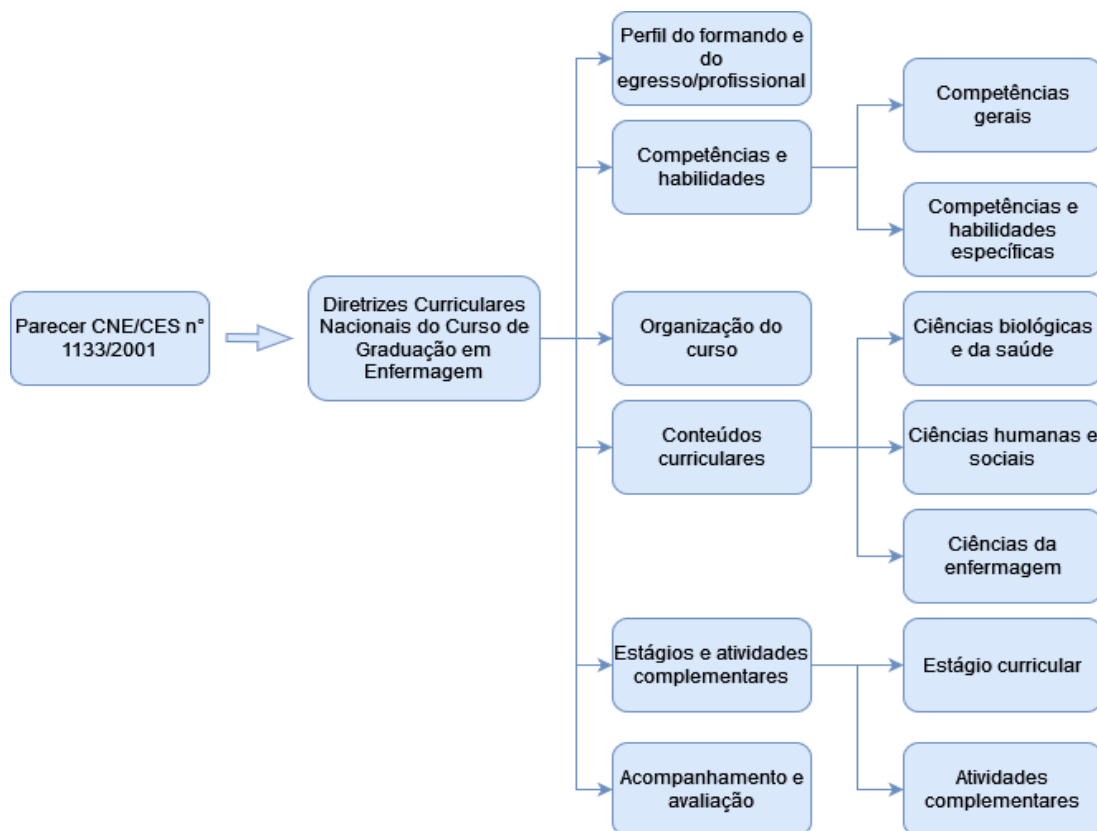 Parecer CNE/CES n°
1133/2001
Diretrizes Curriculares
Nacionais do Curso de
Graduação em
Enfermagem
Perfil do formando e
do
egresso/profissional
Competências e
habilidades
Competências
gerais
Competências e
habilidades
específicas
Organização do
curso
Conteúdos
curriculares
Ciências biológicas
e da saúde
Ciências humanas e
sociais
Ciências da
enfermagem
Estágios e atividades
complementares
Estágio curricular
Atividades
complementares
Acompanhamento e
avaliação